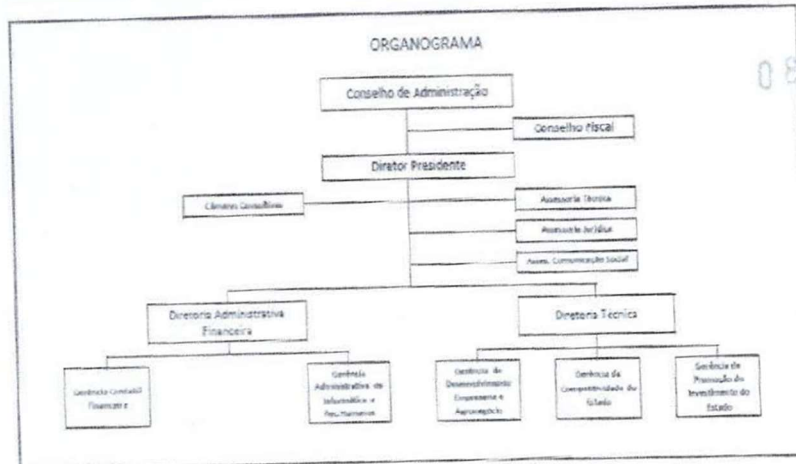 ORGANOGRAMA
08
Conselho de Administração
Conselho Fiscal
Diretor Presidente
Câmaras Consultivas
Assessoria Técnica
Assessoria Jurídica
Asses. Comunicação Social
Diretoria Administrativa
Financeira
Diretoria Técnica
Gerência Contábil
Financeira
Gerência
Administrativa de
Informática e
Rec. Humanos
Gerência de
Desenvolvimento
Empresarial e
Agronegócio
Gerência da
Competitividade do
Estado
Gerência de
Promoção do
Investimento do
Estado